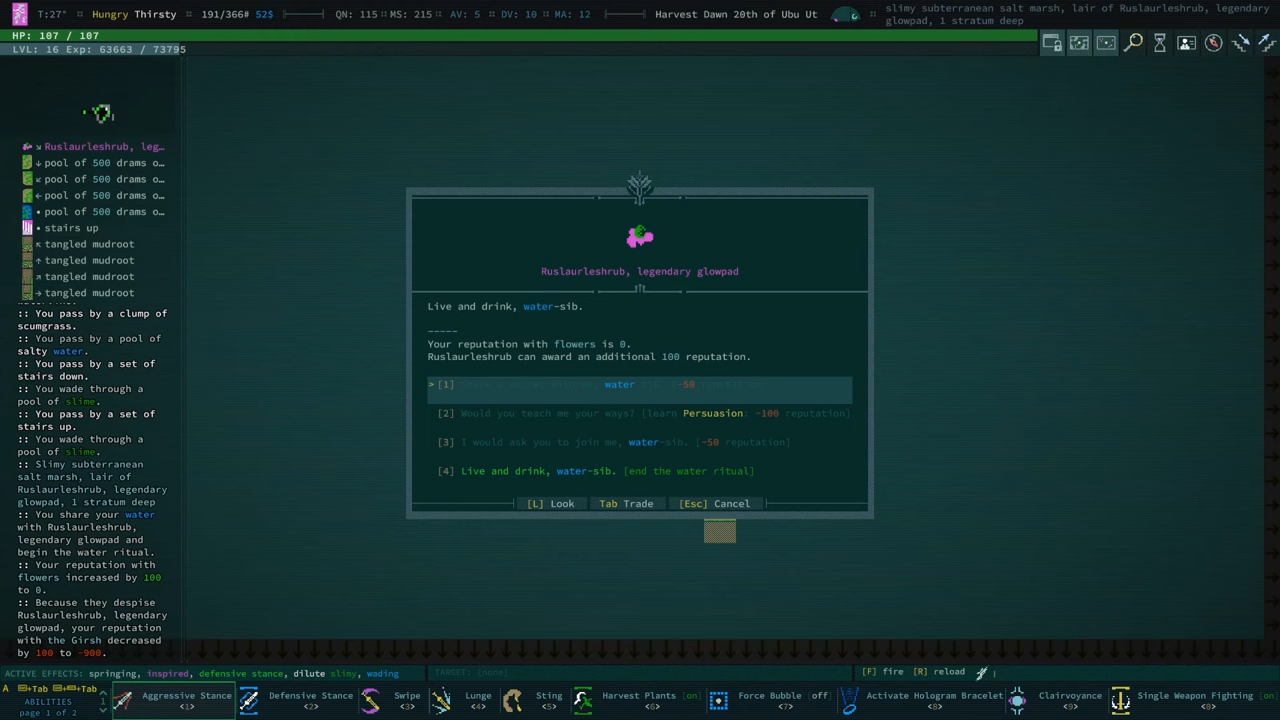 T:27° Hungry Thirsty 191/366# 52$ QN: 115 MS: 215 AV: 5 DV: 10 MA: 12 Harvest Dawn 20th of Ubu Ut
slimy subterranean salt marsh, lair of Ruslaurleshrub, legendary
glowpad, 1 stratum deep
HP: 107 / 107
LVL: 16 Exp: 63663 / 73795
Ruslaurleshrub, leg…
pool of 500 drams o…
pool of 500 drams o…
pool of 500 drams o…
pool of 500 drams o…
stairs up
tangled mudroot
tangled mudroot
tangled mudroot
tangled mudroot
:: You pass by a clump of
scumgrass.
:: You pass by a pool of
salty water.
:: You pass by a set of
stairs down.
:: You wade through a
pool of slime.
:: You pass by a set of
stairs up.
:: You wade through a
pool of slime.
:: Slimy subterranean
salt marsh, lair of
Ruslaurleshrub, legendary
glowpad, 1 stratum deep
:: You share your water
with Ruslaurleshrub,
legendary glowpad and
begin the water ritual.
:: Your reputation with
flowers increased by 100
to 0.
:: Because they despise
Ruslaurleshrub, legendary
glowpad, your reputation
with the Girsh decreased
by 100 to -900.
Ruslaurleshrub, legendary glowpad
Live and drink, water-sib.
-----
Your reputation with flowers is 0.
Ruslaurleshrub can award an additional 100 reputation.
> [1] water [-50
[2] Would you teach me your ways? [learn Persuasion: -100 reputation]
[3] I would ask you to join me, water-sib. [-50 reputation]
[4] Live and drink, water-sib. [end the water ritual]
[L] Look Tab Trade [Esc] Cancel
ACTIVE EFFECTS: springing, inspired, defensive stance, dilute slimy, wading
TARGET: [none]
[F] fire [R] reload
A Tab Tab
ABILITIES
page 1 of 2
1
Aggressive Stance
<1>
Defensive Stance
<2>
Swipe
<3>
Lunge
<4>
Sting
<5>
Harvest Plants [on]
<6>
Force Bubble [off]
<7>
Activate Hologram Bracelet
<8>
Clairvoyance
<9>
Single Weapon Fighting [on]
<0>